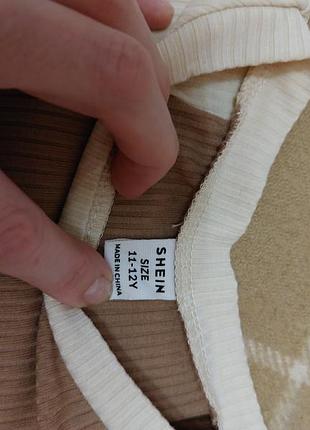 SHEIN
SIZE
11-12Y
MADE IN CHINA